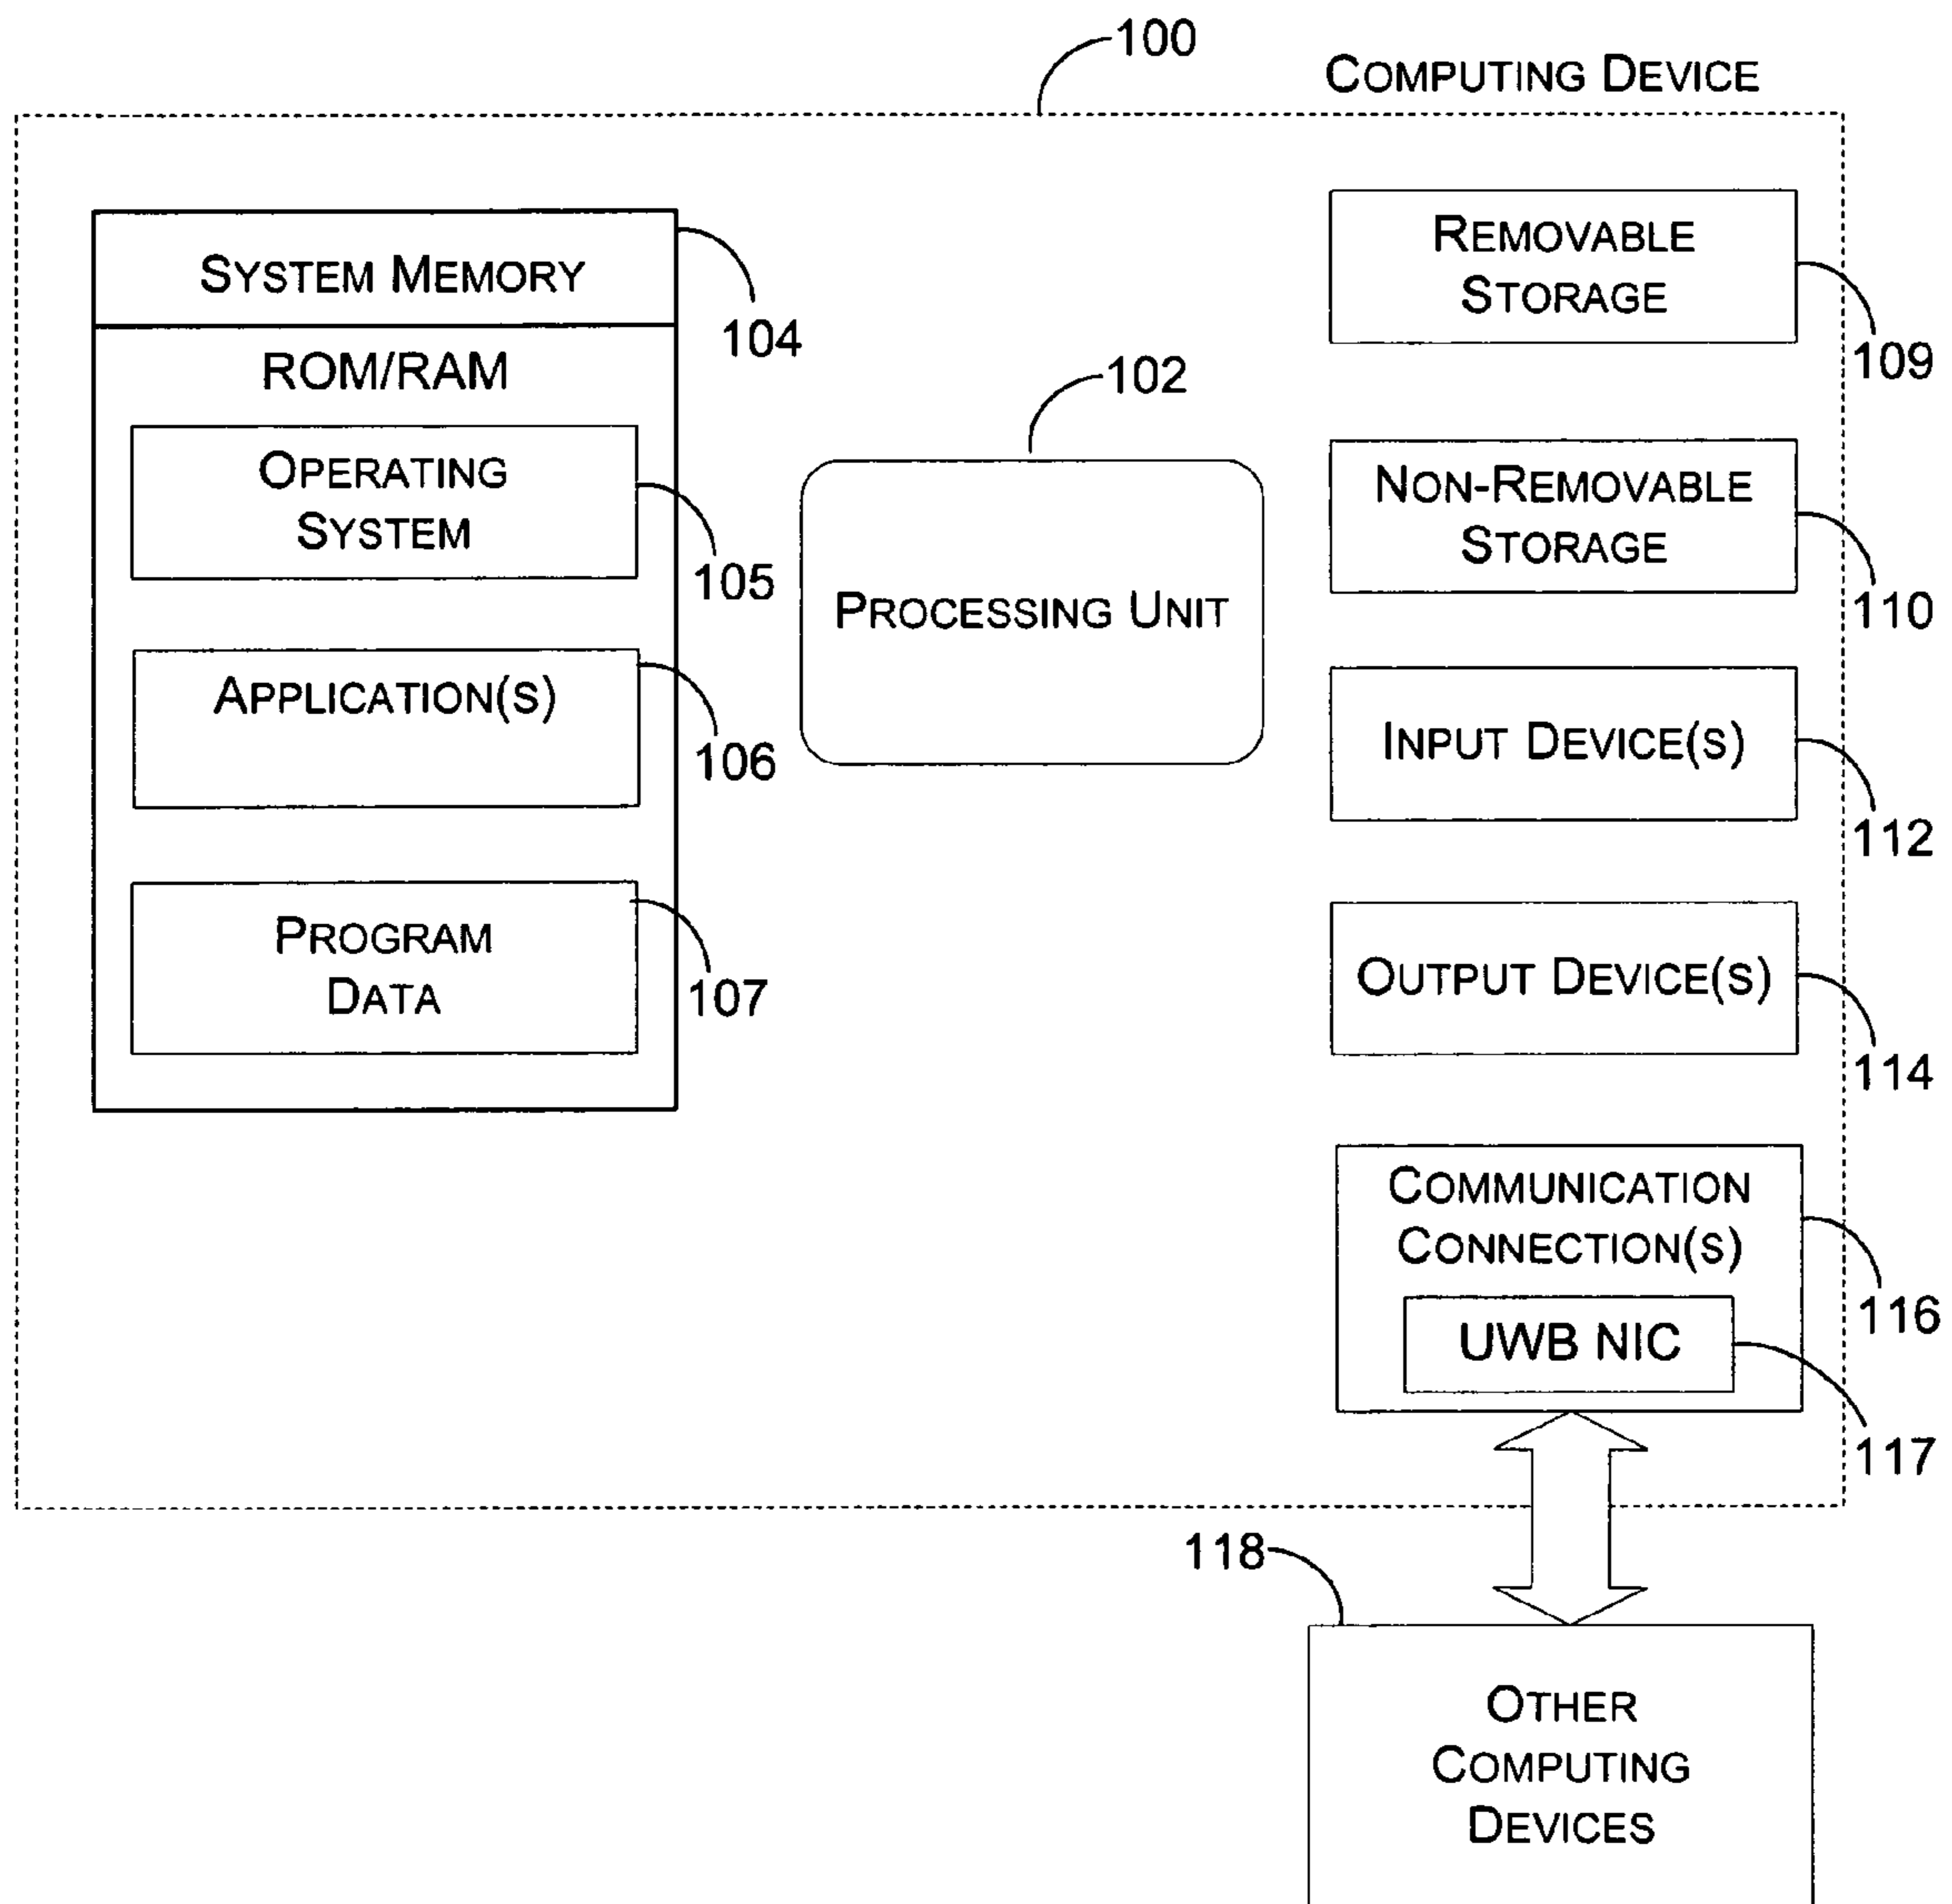 100
COMPUTING DEVICE
SYSTEM MEMORY
104
ROM/RAM
OPERATING
SYSTEM
105
APPLICATION(S)
106
PROGRAM
DATA
107
102
PROCESSING UNIT
REMOVABLE
STORAGE
109
NON-REMOVABLE
STORAGE
110
INPUT DEVICE(S)
112
OUTPUT DEVICE(S)
114
COMMUNICATION
CONNECTION(S)
116
UWB NIC
117
118
OTHER
COMPUTING
DEVICES